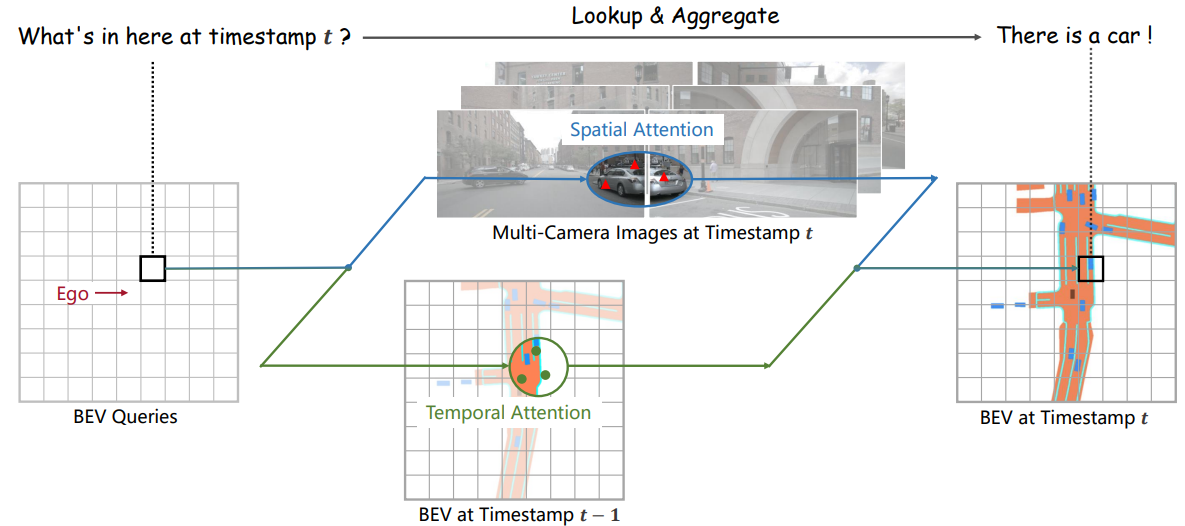 Lookup & Aggregate
What's in here at timestamp t ?
There is a car !
Spatial Attention
Multi-Camera Images at Timestamp t
Ego
BEV Queries
Temporal Attention
BEV at Timestamp t
BEV at Timestamp t − 1